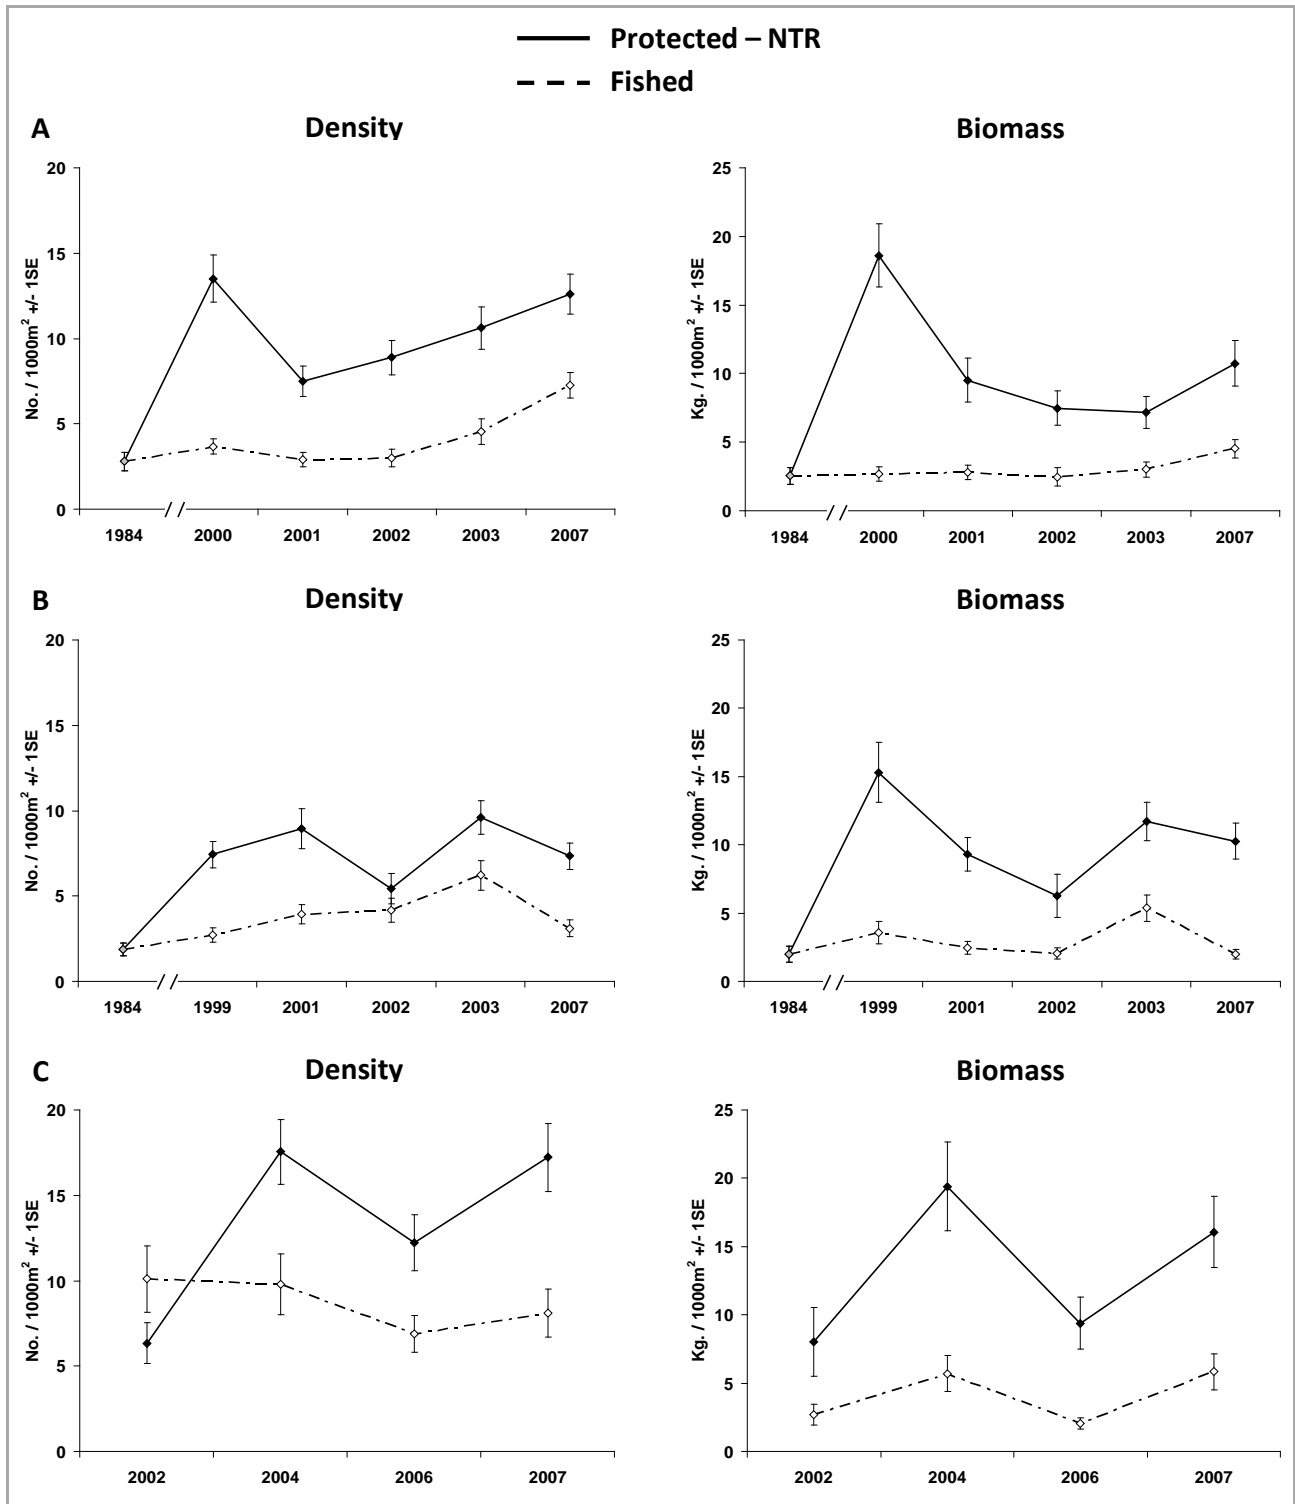 Protected – NTR
Fished
A
Density
Biomass
No. / 1000m² +/- 1SE
20
15
10
5
0
1984 // 2000 2001 2002 2003 2007
Kg. / 1000m² +/- 1SE
25
20
15
10
5
0
1984 // 2000 2001 2002 2003 2007
B
Density
Biomass
No. / 1000m² +/- 1SE
20
15
10
5
0
1984 // 1999 2001 2002 2003 2007
Kg. / 1000m² +/- 1SE
25
20
15
10
5
0
1984 // 1999 2001 2002 2003 2007
C
Density
Biomass
No. / 1000m² +/- 1SE
20
15
10
5
0
2002 2004 2006 2007
Kg. / 1000m² +/- 1SE
25
20
15
10
5
0
2002 2004 2006 2007